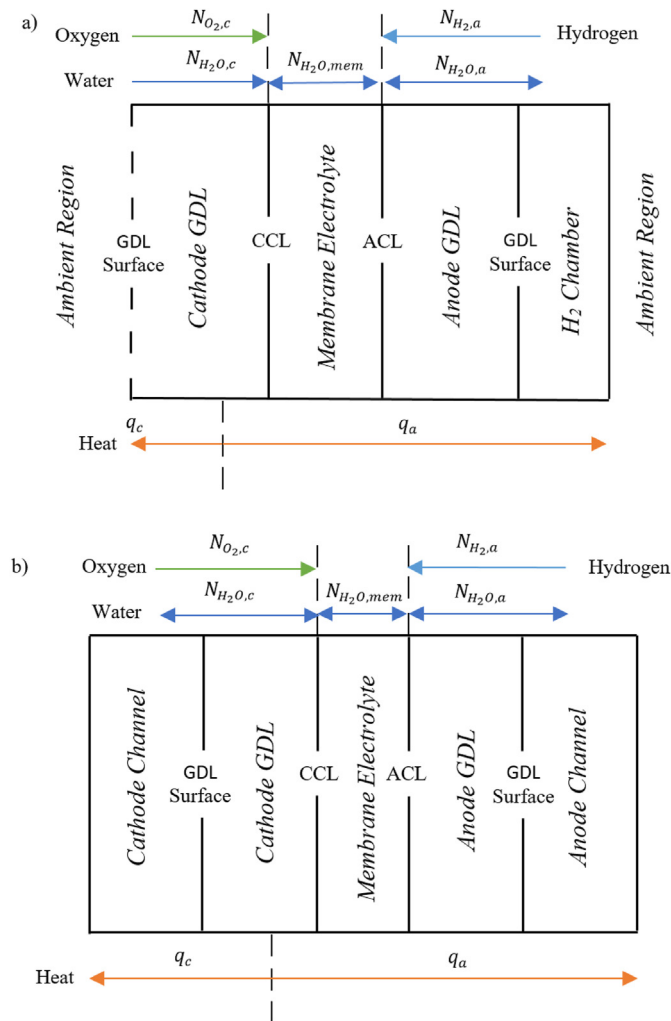 a)
N_{O_2,c}
N_{H_2,a}
Oxygen
Hydrogen
N_{H_2O,c}
N_{H_2O,mem}
N_{H_2O,a}
Water
Ambient Region
GDL
Surface
Cathode GDL
CCL
Membrane Electrolyte
ACL
Anode GDL
GDL
Surface
H_2 Chamber
Ambient Region
q_c
q_a
Heat
b)
N_{O_2,c}
N_{H_2,a}
Oxygen
Hydrogen
N_{H_2O,c}
N_{H_2O,mem}
N_{H_2O,a}
Water
Cathode Channel
GDL
Surface
Cathode GDL
CCL
Membrane Electrolyte
ACL
Anode GDL
GDL
Surface
Anode Channel
q_c
q_a
Heat